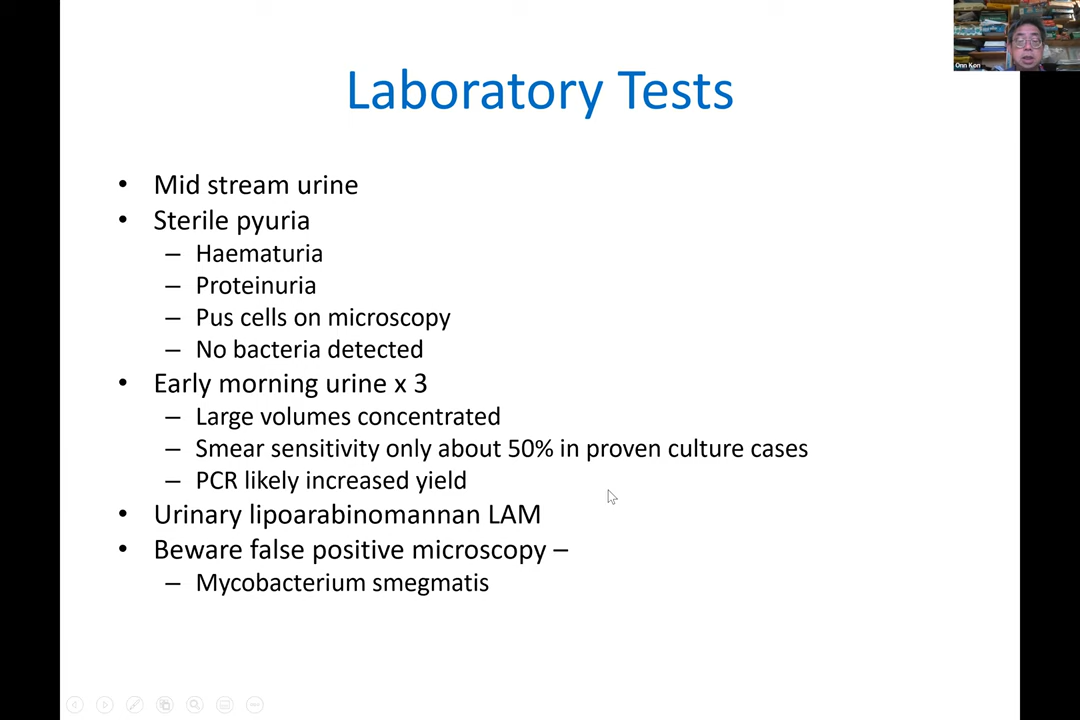 Onn Kon
Laboratory Tests
• Mid stream urine
• Sterile pyuria
– Haematuria
– Proteinuria
– Pus cells on microscopy
– No bacteria detected
• Early morning urine x 3
– Large volumes concentrated
– Smear sensitivity only about 50% in proven culture cases
– PCR likely increased yield
• Urinary lipoarabinomannan LAM
• Beware false positive microscopy –
– Mycobacterium smegmatis